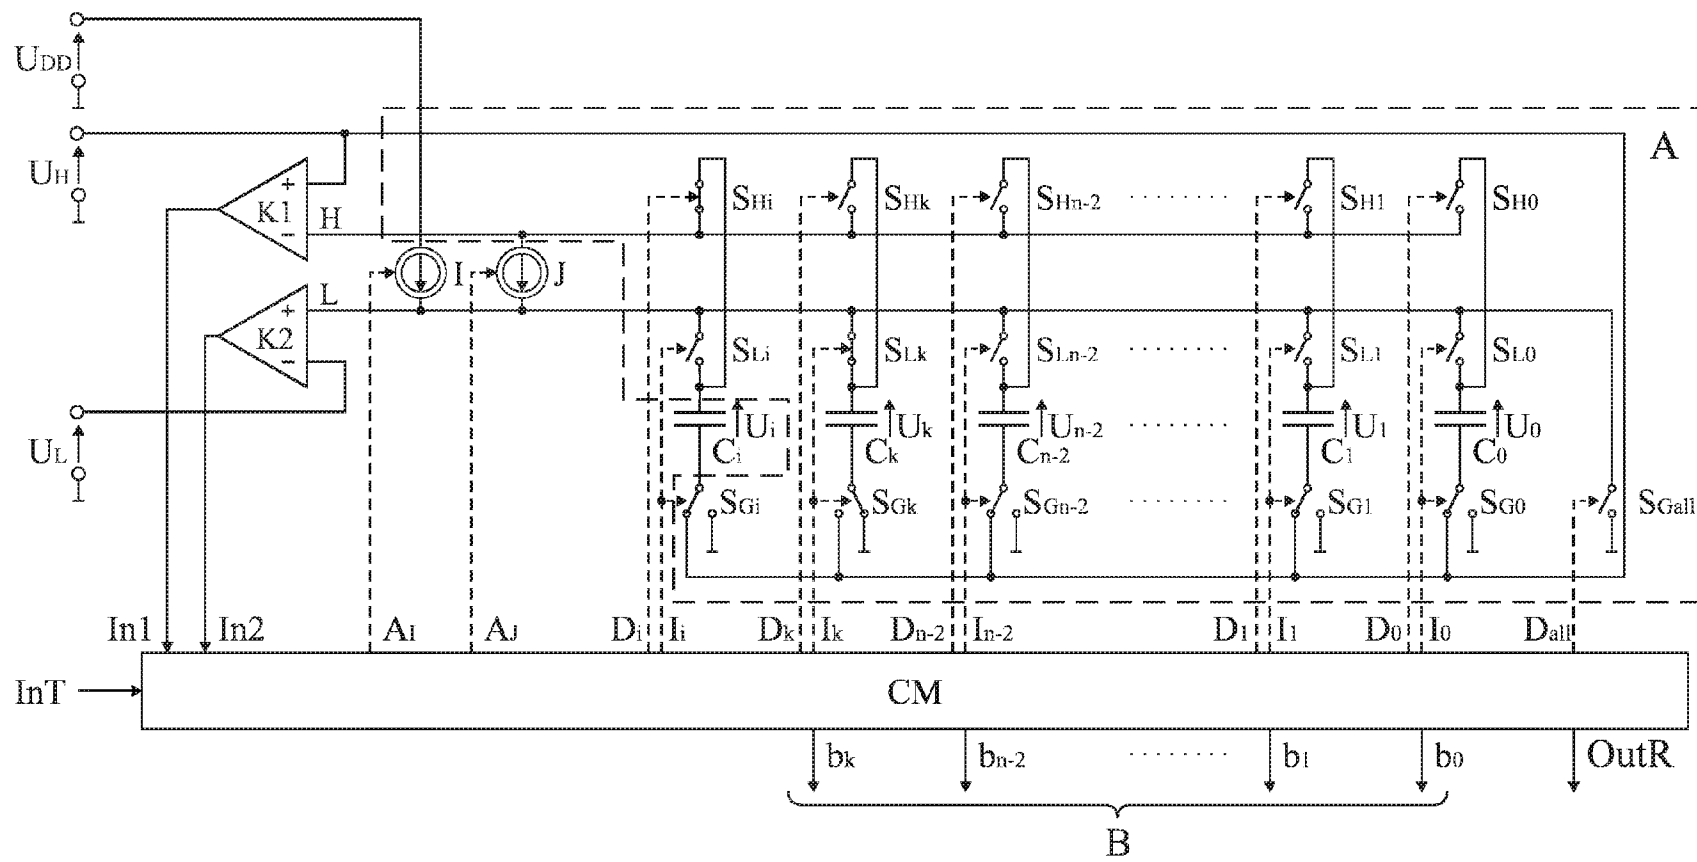 UDD
UH
K1
H
A
SHi
SHk
SHn-2
SH1
SH0
I
J
L
K2
SLi
SLk
SLn-2
SL1
SL0
UL
Ui
Uk
Un-2
U1
U0
Ci
Ck
Cn-2
C1
C0
SGi
SGk
SGn-2
SG1
SG0
SGall
In1
In2
AI
AJ
Di
Ii
Dk
Ik
Dn-2
In-2
D1
I1
D0
I0
Dall
InT
CM
bk
bn-2
b1
b0
OutR
B